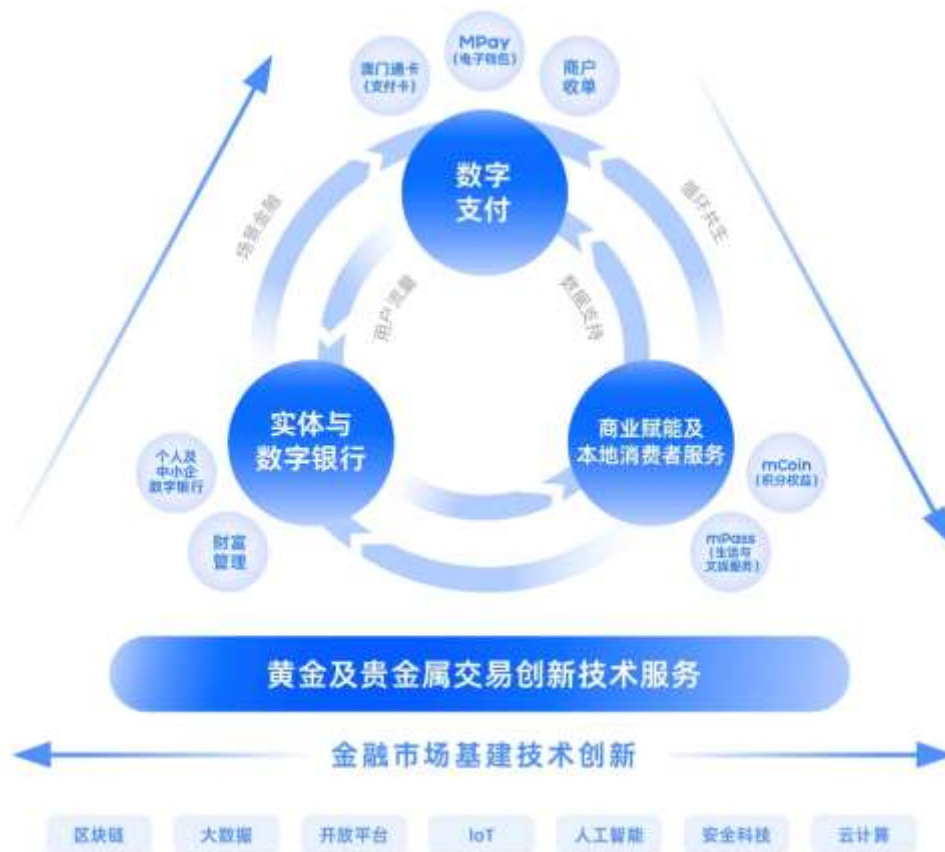 MPay
(电子钱包)
澳门通卡
(支付卡)
商户
收单
数字
支付
场景金融
循环共生
用户流量
数据支持
实体与
数字银行
商业赋能及
本地消费者服务
个人及
中小企
数字银行
财富
管理
mCoin
(积分权益)
mPass
(生活与
文娱服务)
黄金及贵金属交易创新技术服务
金融市场基建技术创新
区块链
大数据
开放平台
IoT
人工智能
安全科技
云计算